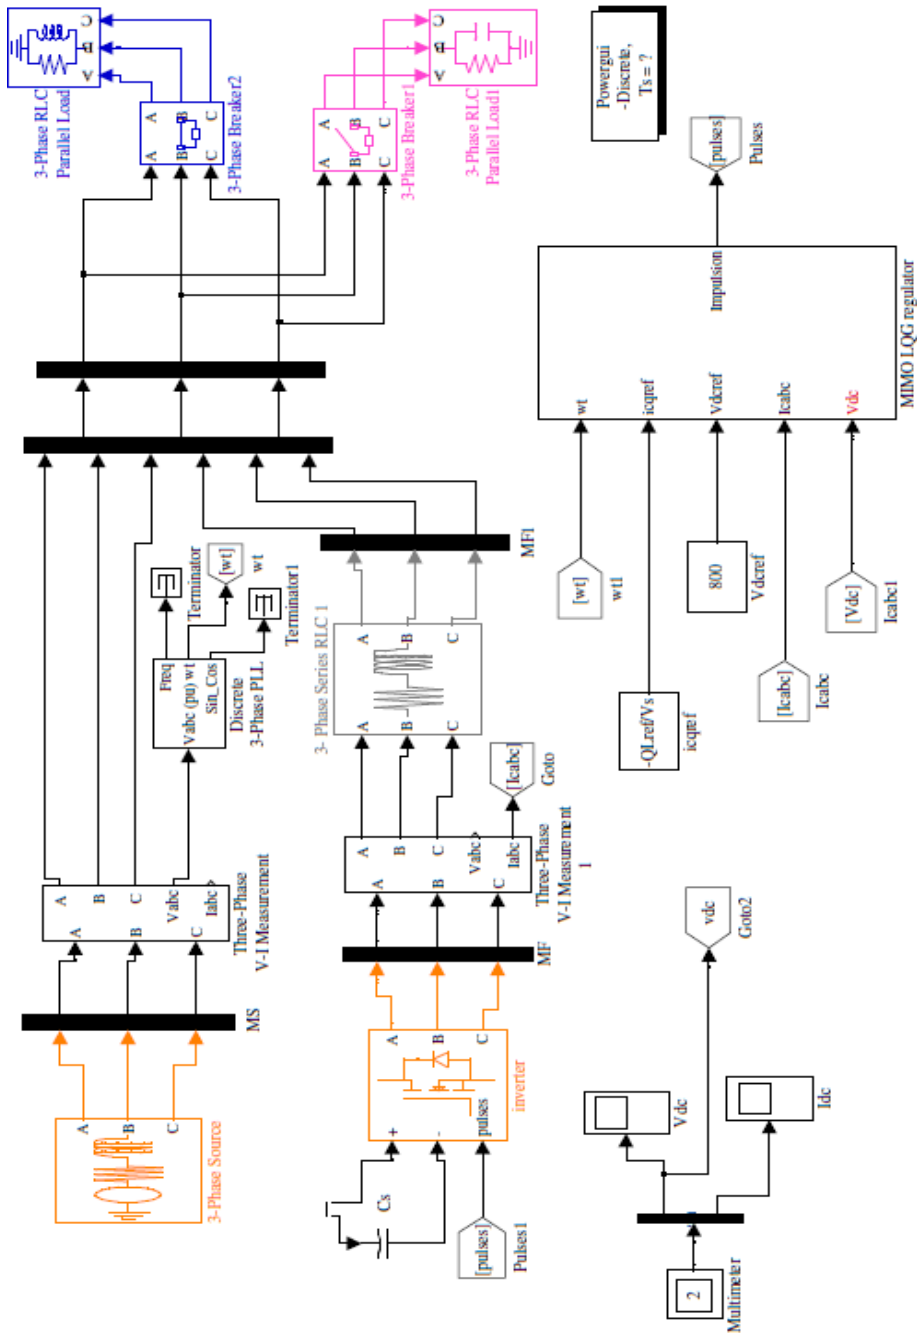 3-Phase Source
A
B
C
MS
A
B
C
A
B
C
Vabc
Iabc
Three-Phase
V-I Measurement
Vabc (pu)
Freq
wt
Sin_Cos
Discrete
3-Phase PLL
Terminator
[wt]
wt
Terminator1
A
B
C
A
B
C
3-Phase Breaker2
A
B
C
3-Phase RLC
Parallel Load
Cs
[pulses]
Pulses1
+
-
pulses
A
B
C
inverter
MF
A
B
C
A
B
C
Vabc
Iabc
Three-Phase
V-I Measurement
1
[Icabc]
Goto
3- Phase Series RLC 1
A
B
C
A
B
C
MF1
A
B
C
A
B
C
3-Phase Breaker1
A
B
C
3-Phase RLC
Parallel Load1
2
Multimeter
Vdc
Idc
vdc
Goto2
[wt]
wt1
-QLref/Vs
icqref
800
Vdcref
[Icabc]
Icabc
[Vdc]
Icabc1
wt
icqref
Vdcref
Icabc
Vdc
Impulsion
MIMO LQG regulator
[pulses]
Pulses
Powergui
-Discrete,
Ts = ?